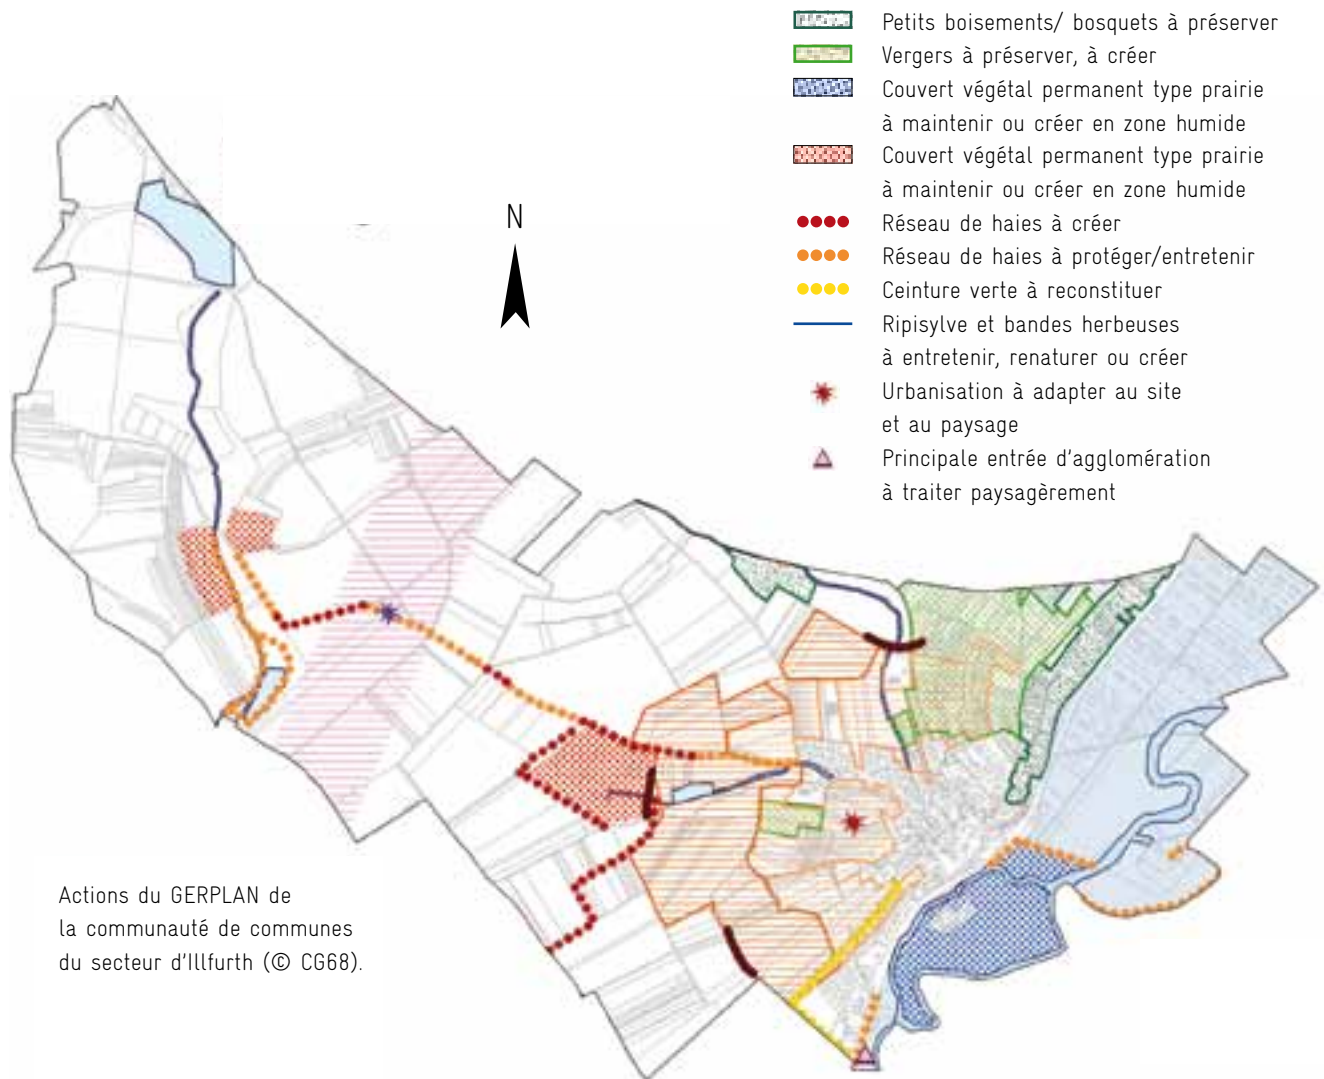 Petits boisements/ bosquets à préserver
Vergers à préserver, à créer
Couvert végétal permanent type prairie
à maintenir ou créer en zone humide
Couvert végétal permanent type prairie
à maintenir ou créer en zone humide
Réseau de haies à créer
Réseau de haies à protéger/entretenir
Ceinture verte à reconstituer
Ripisylve et bandes herbeuses
à entretenir, renaturer ou créer
Urbanisation à adapter au site
et au paysage
Principale entrée d'agglomération
à traiter paysagèrement
N
Actions du GERPLAN de
la communauté de communes
du secteur d'Illfurth (© CG68).